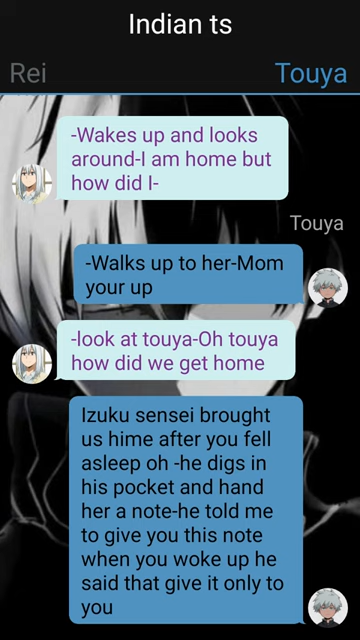 Indian ts
Rei
Touya
-Wakes up and looks
around-I am home but
how did I-
Touya
-Walks up to her-Mom
your up
-look at touya-Oh touya
how did we get home
Izuku sensei brought
us hime after you fell
asleep oh -he digs in
his pocket and hand
her a note-he told me
to give you this note
when you woke up he
said that give it only to
you